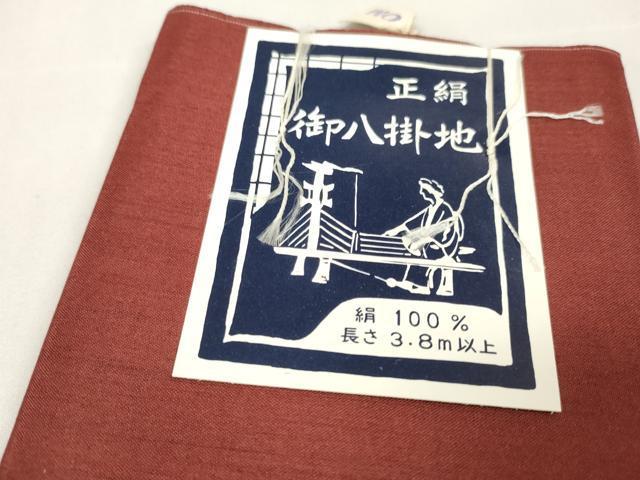 正絹
御八掛地
絹 100%
長さ 3.8m以上